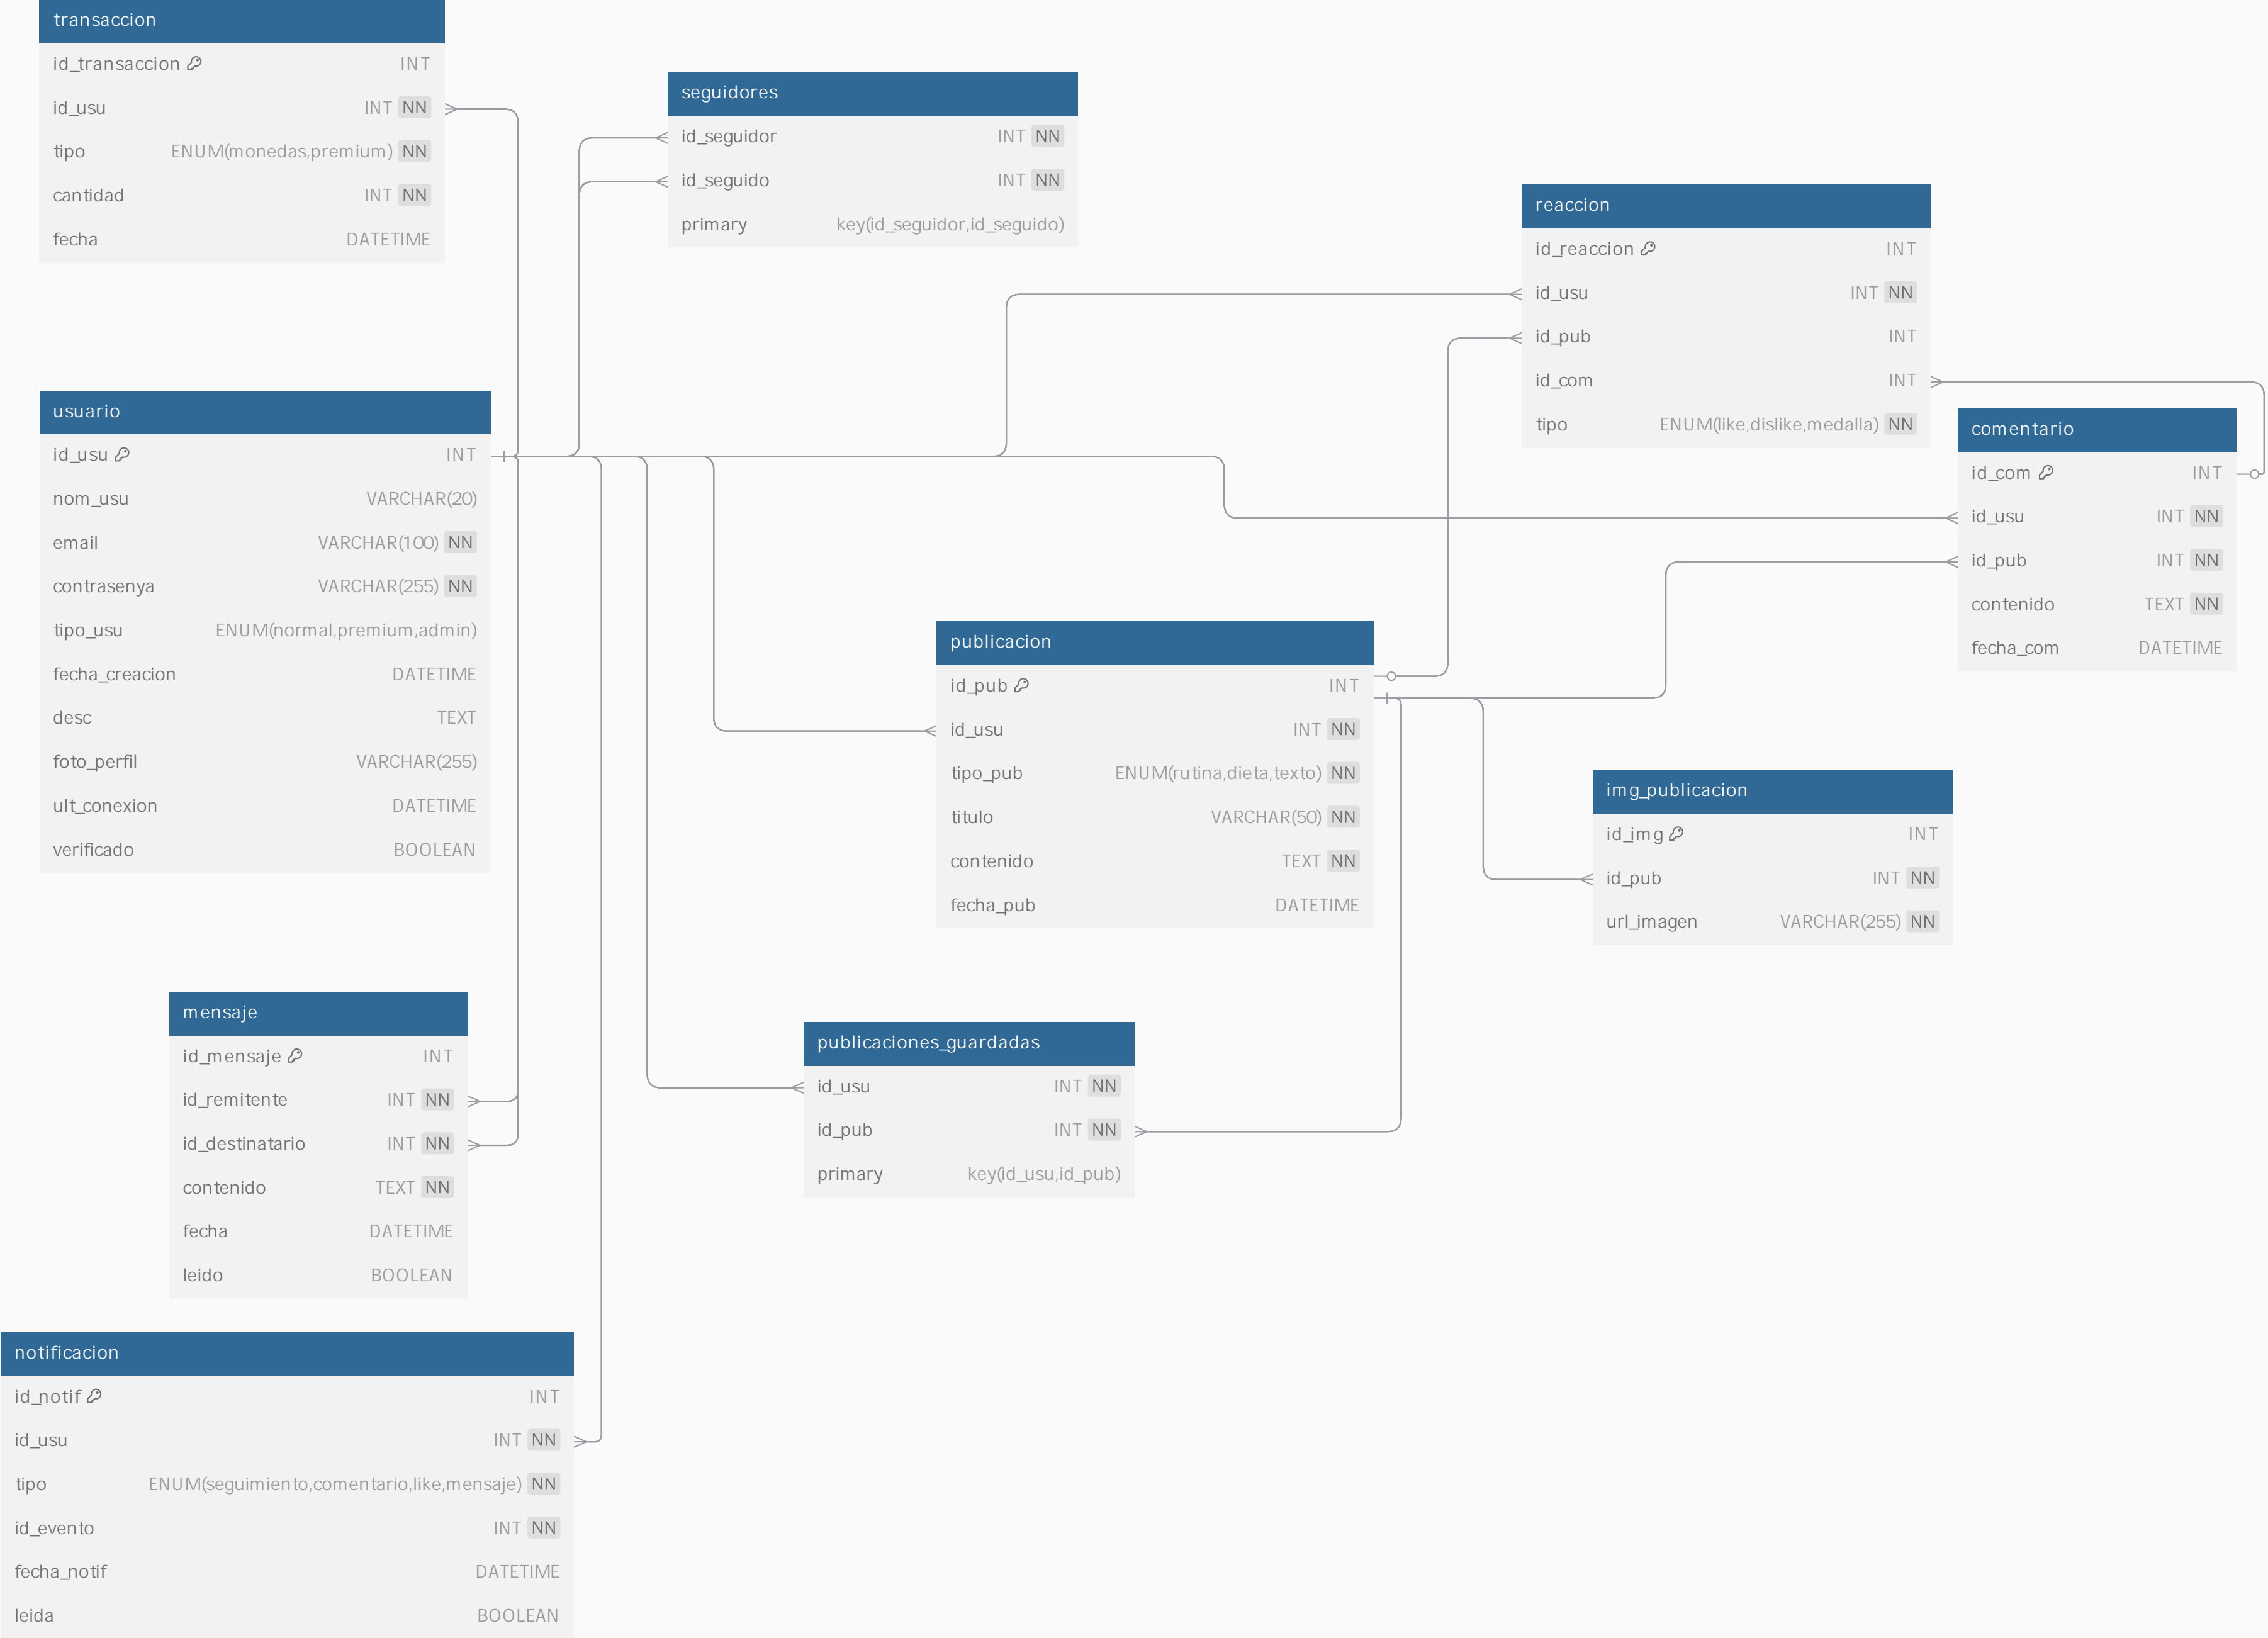 transaccion
id_transaccion INT
id_usu INT NN
tipo ENUM(monedas,premium) NN
cantidad INT NN
fecha DATETIME
seguidores
id_seguidor INT NN
id_seguido INT NN
primary key(id_seguidor,id_seguido)
reaccion
id_reaccion INT
id_usu INT NN
id_pub INT
id_com INT
tipo ENUM(like,dislike,medalla) NN
usuario
id_usu INT
nom_usu VARCHAR(20)
email VARCHAR(100) NN
contrasenya VARCHAR(255) NN
tipo_usu ENUM(normal,premium,admin)
fecha_creacion DATETIME
desc TEXT
foto_perfil VARCHAR(255)
ult_conexion DATETIME
verificado BOOLEAN
comentario
id_com INT
id_usu INT NN
id_pub INT NN
contenido TEXT NN
fecha_com DATETIME
publicacion
id_pub INT
id_usu INT NN
tipo_pub ENUM(rutina,dieta,texto) NN
titulo VARCHAR(50) NN
contenido TEXT NN
fecha_pub DATETIME
img_publicacion
id_img INT
id_pub INT NN
url_imagen VARCHAR(255) NN
mensaje
id_mensaje INT
id_remitente INT NN
id_destinatario INT NN
contenido TEXT NN
fecha DATETIME
leido BOOLEAN
publicaciones_guardadas
id_usu INT NN
id_pub INT NN
primary key(id_usu,id_pub)
notificacion
id_notif INT
id_usu INT NN
tipo ENUM(seguimiento,comentario,like,mensaje) NN
id_evento INT NN
fecha_notif DATETIME
leida BOOLEAN